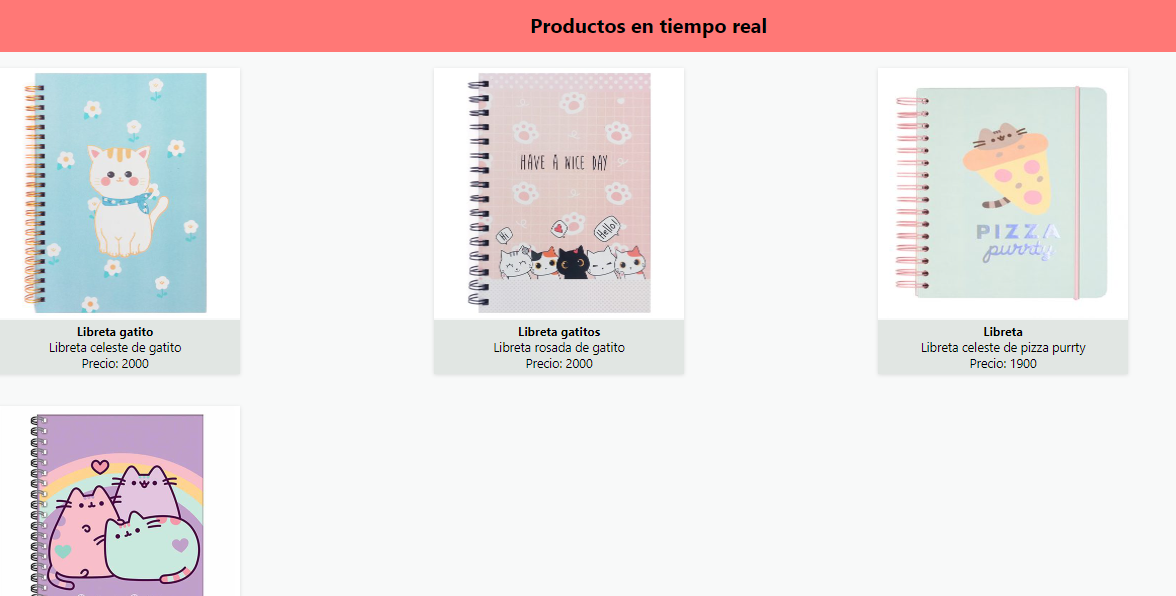 Productos en tiempo real
HAVE A NICE DAY
Hi
Hello!
PIZZA
purrty
Libreta gatito
Libreta celeste de gatito
Precio: 2000
Libreta gatitos
Libreta rosada de gatito
Precio: 2000
Libreta
Libreta celeste de pizza purrty
Precio: 1900